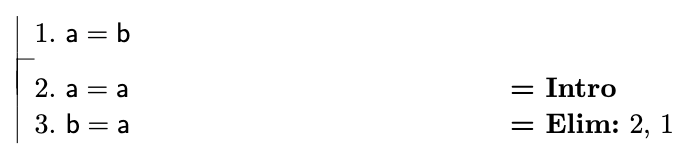 1. a = b
2. a = a = Intro
3. b = a = Elim: 2, 1